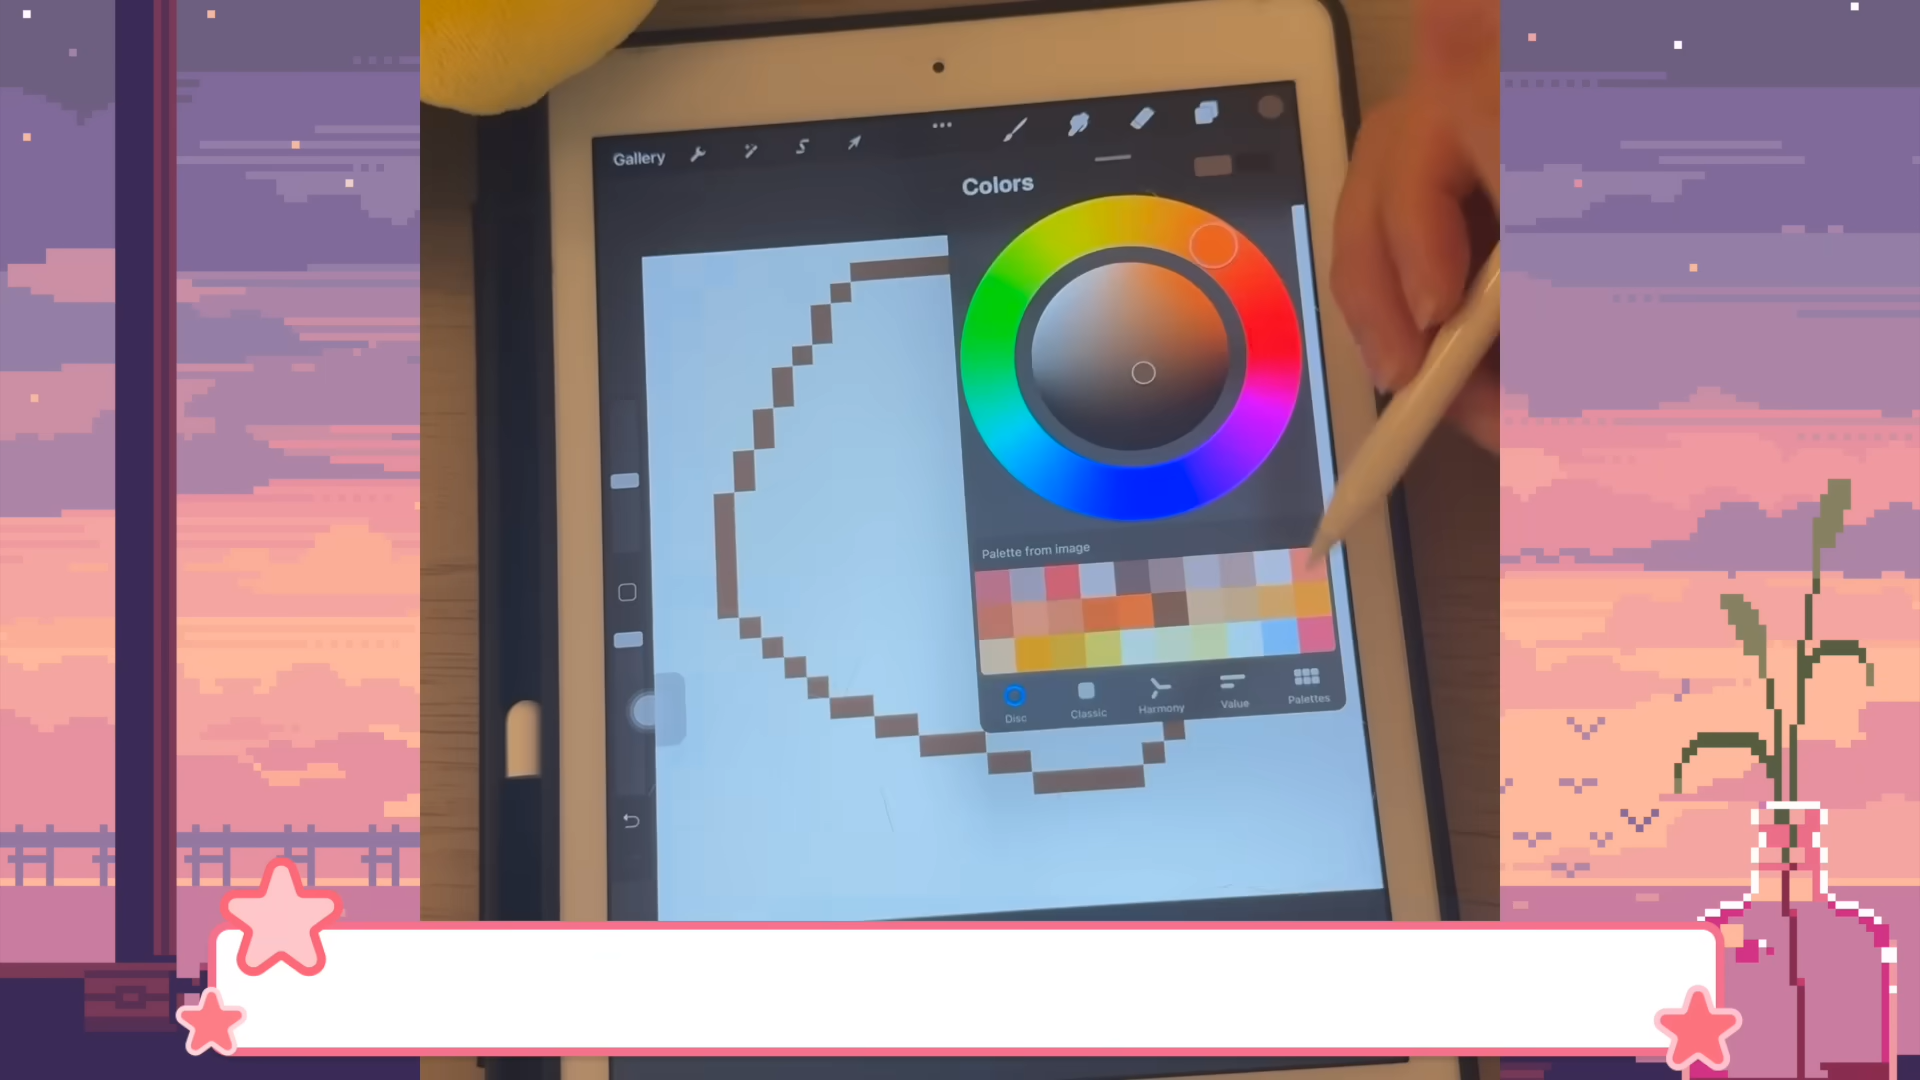 Gallery
Colors
Palette from image
Disc
Classic
Harmony
Value
Palettes